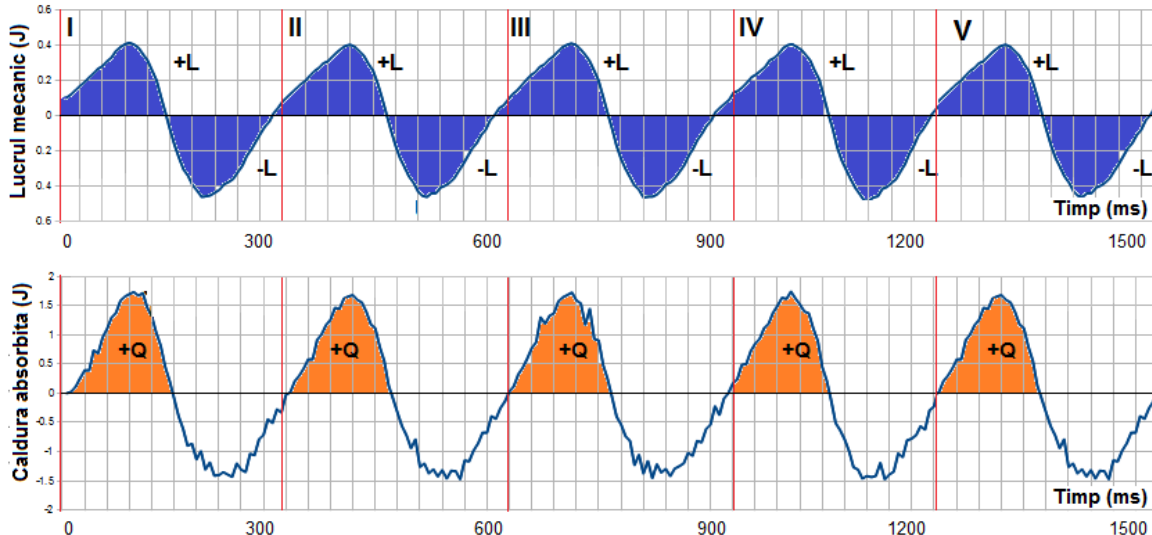 Lucrul mecanic (J)
0.6
0.4
0.2
0
0.2
0.4
0.6
I
II
III
IV
V
+L
+L
+L
+L
+L
-L
-L
-L
-L
-L
Timp (ms)
0
300
600
900
1200
1500
Caldura absorbita (J)
2
1.5
1
0.5
0
-0.5
-1
-1.5
-2
+Q
+Q
+Q
+Q
+Q
Timp (ms)
0
300
600
900
1200
1500